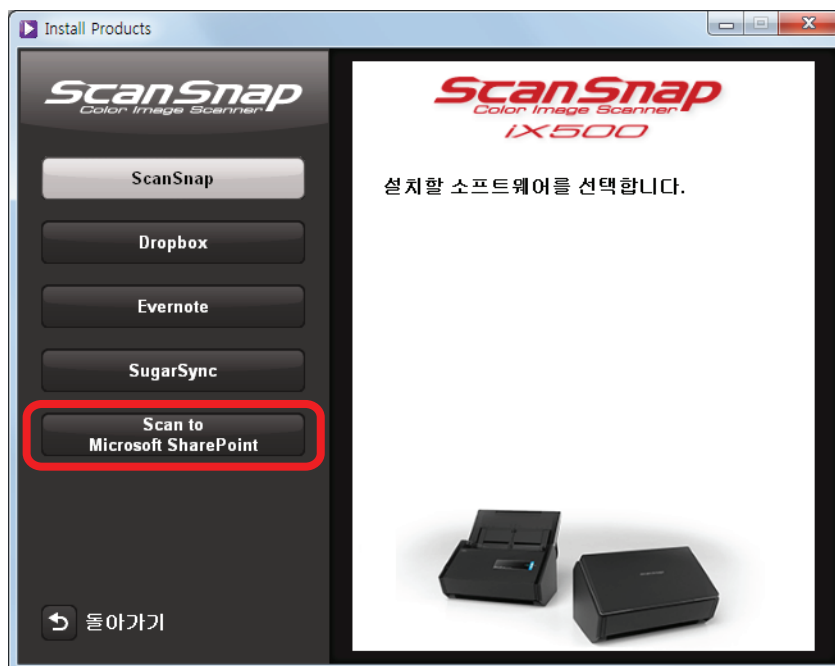 Install Products
ScanSnap
Color Image Scanner
ScanSnap
Dropbox
Evernote
SugarSync
Scan to
Microsoft SharePoint
돌아가기
ScanSnap
Color Image Scanner
iX500
설치할 소프트웨어를 선택합니다.